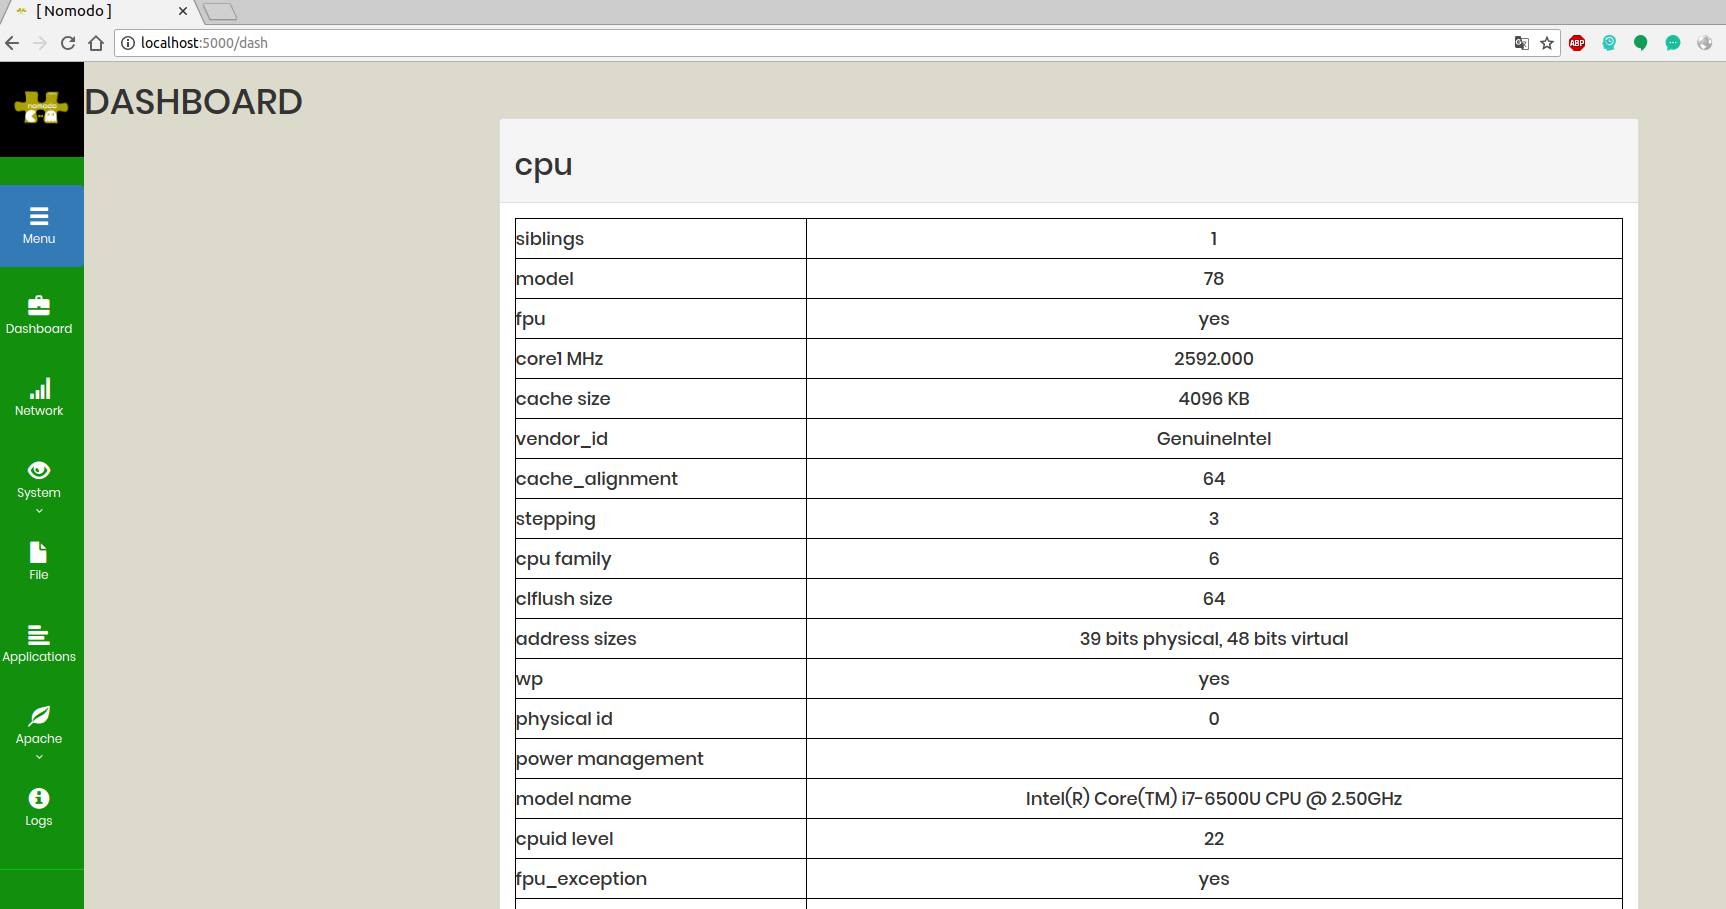 [ Nomodo ]
localhost:5000/dash
ABP
nomodo
DASHBOARD
Menu
Dashboard
Network
System
File
Applications
Apache
Logs
cpu
siblings 1
model 78
fpu yes
core1 MHz 2592.000
cache size 4096 KB
vendor_id GenuineIntel
cache_alignment 64
stepping 3
cpu family 6
clflush size 64
address sizes 39 bits physical, 48 bits virtual
wp yes
physical id 0
power management
model name Intel(R) Core(TM) i7-6500U CPU @ 2.50GHz
cpuid level 22
fpu_exception yes